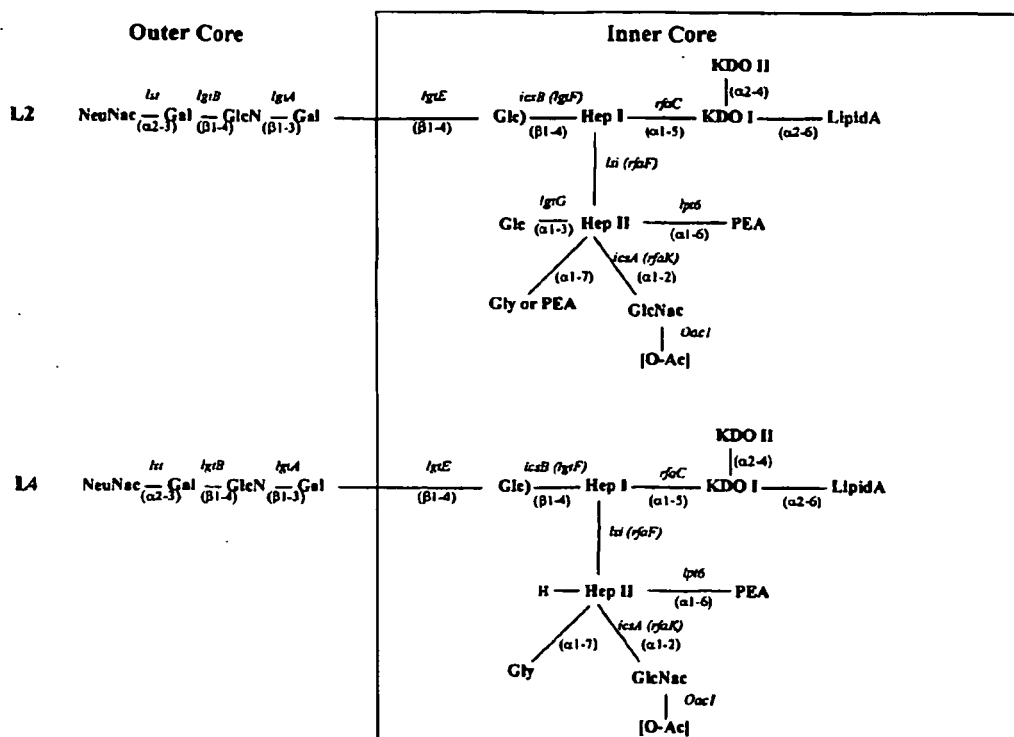 Outer Core
Inner Core
KDO II
(α2-4)
L2
lst lgtB lgtA lgtE icsB (lgtF) rfaC
NeuNac Gal GlcN Gal Glc) Hep I KDO I LipidA
(α2-3) (β1-4) (β1-3) (β1-4) (β1-4) (α1-5) (α2-6)
lsi (rfaF)
lgtG lpt6
Glc (α1-3) Hep II (α1-6) PEA
icsA (rfaK)
(α1-7) (α1-2)
Gly or PEA GlcNac
Oac1
[O-Ac]
KDO II
(α2-4)
L4
lst lgtB lgtA lgtE icsB (lgtF) rfaC
NeuNac Gal GlcN Gal Glc) Hep I KDO I LipidA
(α2-3) (β1-4) (β1-3) (β1-4) (β1-4) (α1-5) (α2-6)
lsi (rfaF)
lpt6
H Hep II (α1-6) PEA
icsA (rfaK)
(α1-7) (α1-2)
Gly GlcNac
Oac1
[O-Ac]